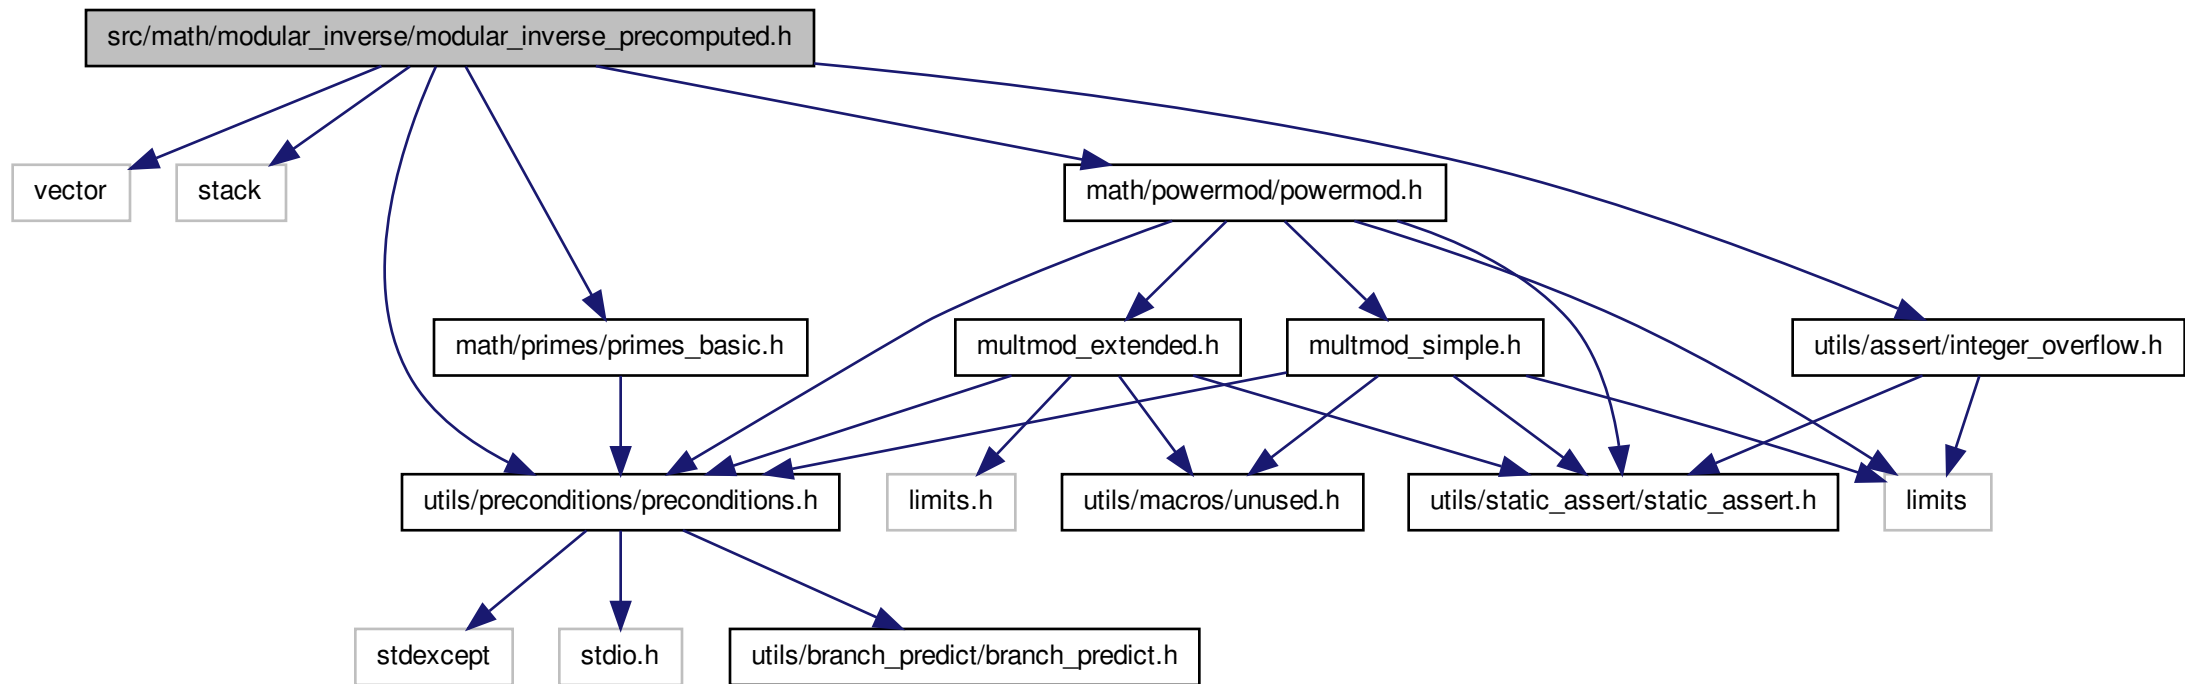 src/math/modular_inverse/modular_inverse_precomputed.h
vector
stack
math/powermod/powermod.h
math/primes/primes_basic.h
multmod_extended.h
multmod_simple.h
utils/assert/integer_overflow.h
utils/preconditions/preconditions.h
limits.h
utils/macros/unused.h
utils/static_assert/static_assert.h
limits
stdexcept
stdio.h
utils/branch_predict/branch_predict.h